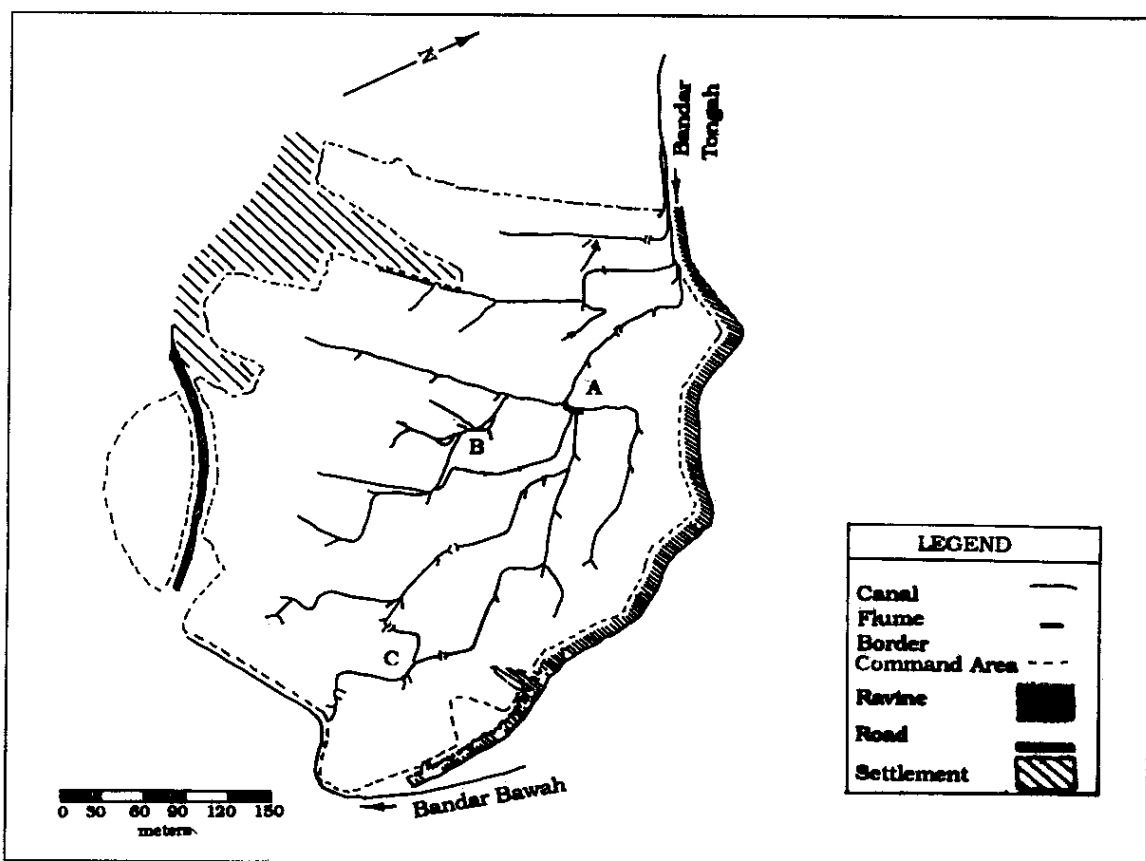 N
Bandar
Tongah
A
B
C
LEGEND
Canal
Flume
Border
Command Area
Ravine
Road
Settlement
0 30 60 90 120 150
meters
Bandar Bawah